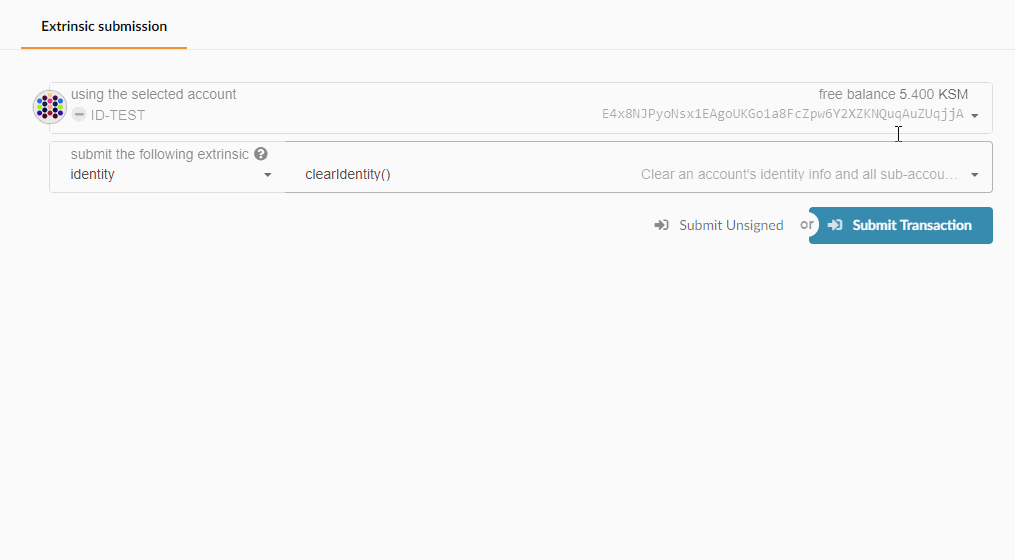 Extrinsic submission
using the selected account free balance 5.400 KSM
ID-TEST E4x8NJPyoNsx1EAgoUKGo1a8FcZpw6Y2XZKNQuqAuZUqjjA
submit the following extrinsic
identity clearIdentity() Clear an account's identity info and all sub-accou...
Submit Unsigned or Submit Transaction